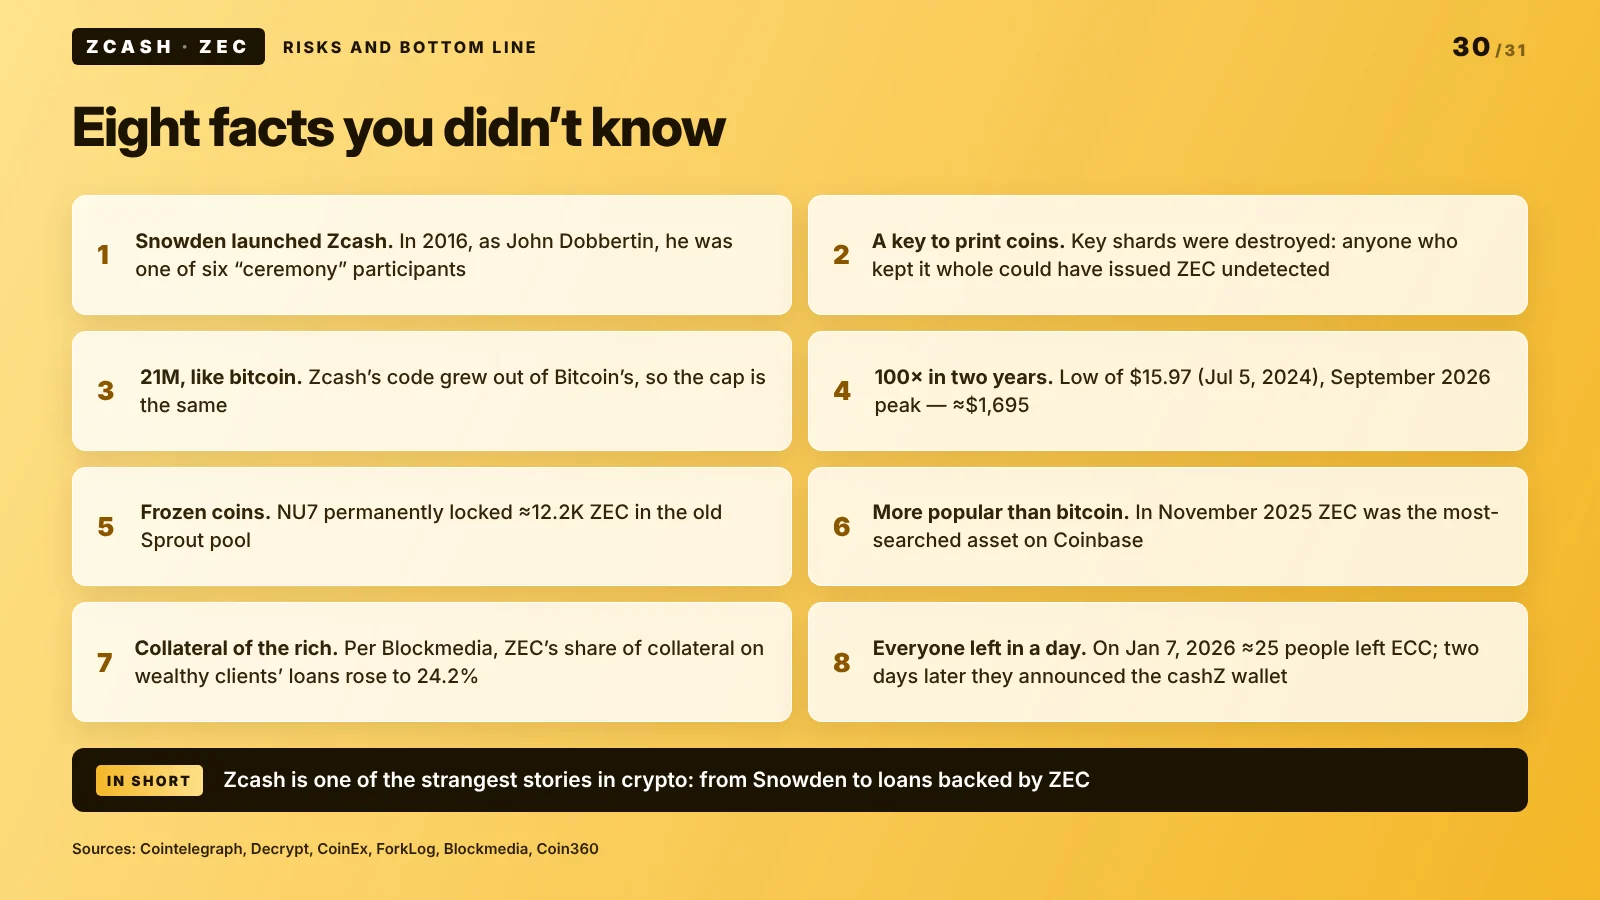 ZCASH · ZEC
RISKS AND BOTTOM LINE
30 / 31
Eight facts you didn’t know
1
Snowden launched Zcash. In 2016, as John Dobbertin, he was
one of six “ceremony” participants
2
A key to print coins. Key shards were destroyed: anyone who
kept it whole could have issued ZEC undetected
3
21M, like bitcoin. Zcash’s code grew out of Bitcoin’s, so the cap is
the same
4
100× in two years. Low of $15.97 (Jul 5, 2024), September 2026
peak — ≈$1,695
5
Frozen coins. NU7 permanently locked ≈12.2K ZEC in the old
Sprout pool
6
More popular than bitcoin. In November 2025 ZEC was the most-
searched asset on Coinbase
7
Collateral of the rich. Per Blockmedia, ZEC’s share of collateral on
wealthy clients’ loans rose to 24.2%
8
Everyone left in a day. On Jan 7, 2026 ≈25 people left ECC; two
days later they announced the cashZ wallet
IN SHORT
Zcash is one of the strangest stories in crypto: from Snowden to loans backed by ZEC
Sources: Cointelegraph, Decrypt, CoinEx, ForkLog, Blockmedia, Coin360